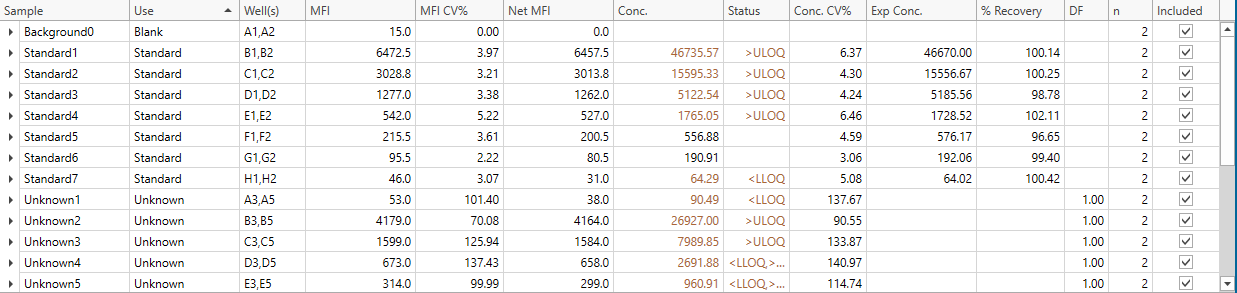 Sample Use Well(s) MFI MFI CV% Net MFI Conc. Status Conc. CV% Exp Conc. % Recovery DF n Included
Background0 Blank A1,A2 15.0 0.00 0.0 2
Standard1 Standard B1,B2 6472.5 3.97 6457.5 46735.57 >ULOQ 6.37 46670.00 100.14 2
Standard2 Standard C1,C2 3028.8 3.21 3013.8 15595.33 >ULOQ 4.30 15556.67 100.25 2
Standard3 Standard D1,D2 1277.0 3.38 1262.0 5122.54 >ULOQ 4.24 5185.56 98.78 2
Standard4 Standard E1,E2 542.0 5.22 527.0 1765.05 >ULOQ 6.46 1728.52 102.11 2
Standard5 Standard F1,F2 215.5 3.61 200.5 556.88 4.59 576.17 96.65 2
Standard6 Standard G1,G2 95.5 2.22 80.5 190.91 3.06 192.06 99.40 2
Standard7 Standard H1,H2 46.0 3.07 31.0 64.29 <LLOQ 5.08 64.02 100.42 2
Unknown1 Unknown A3,A5 53.0 101.40 38.0 90.49 <LLOQ 137.67 1.00 2
Unknown2 Unknown B3,B5 4179.0 70.08 4164.0 26927.00 >ULOQ 90.55 1.00 2
Unknown3 Unknown C3,C5 1599.0 125.94 1584.0 7989.85 >ULOQ 133.87 1.00 2
Unknown4 Unknown D3,D5 673.0 137.43 658.0 2691.88 <LLOQ,>... 140.97 1.00 2
Unknown5 Unknown E3,E5 314.0 99.99 299.0 960.91 <LLOQ,>... 114.74 1.00 2